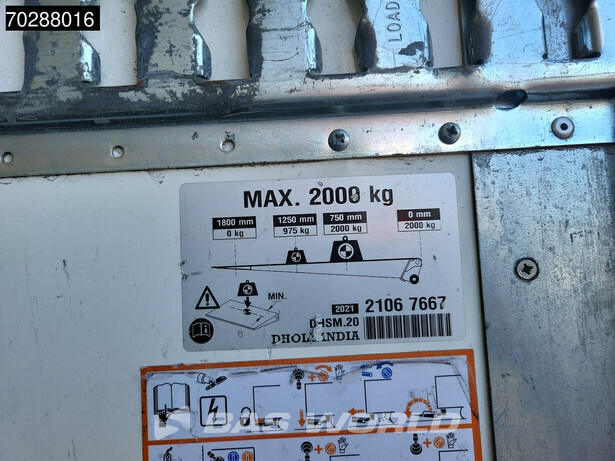 70288016
LOAD
MAX. 2000 kg
1800 mm 1250 mm 750 mm 0 mm
0 kg 975 kg 2000 kg 2000 kg
MIN.
2021 2106 7667
D-ISM.20
DHOLLANDIA
BAS WORLD